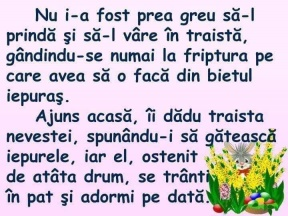 Nu i-a fost prea greu să-l
prindă şi să-l vâre în traistă,
gândindu-se numai la friptura pe
care avea să o facă din bietul
iepuraş.
Ajuns acasă, îi dădu traista
nevestei, spunându-i să gătească
iepurele, iar el, ostenit
de atâta drum, se trânti
în pat şi adormi pe dată.